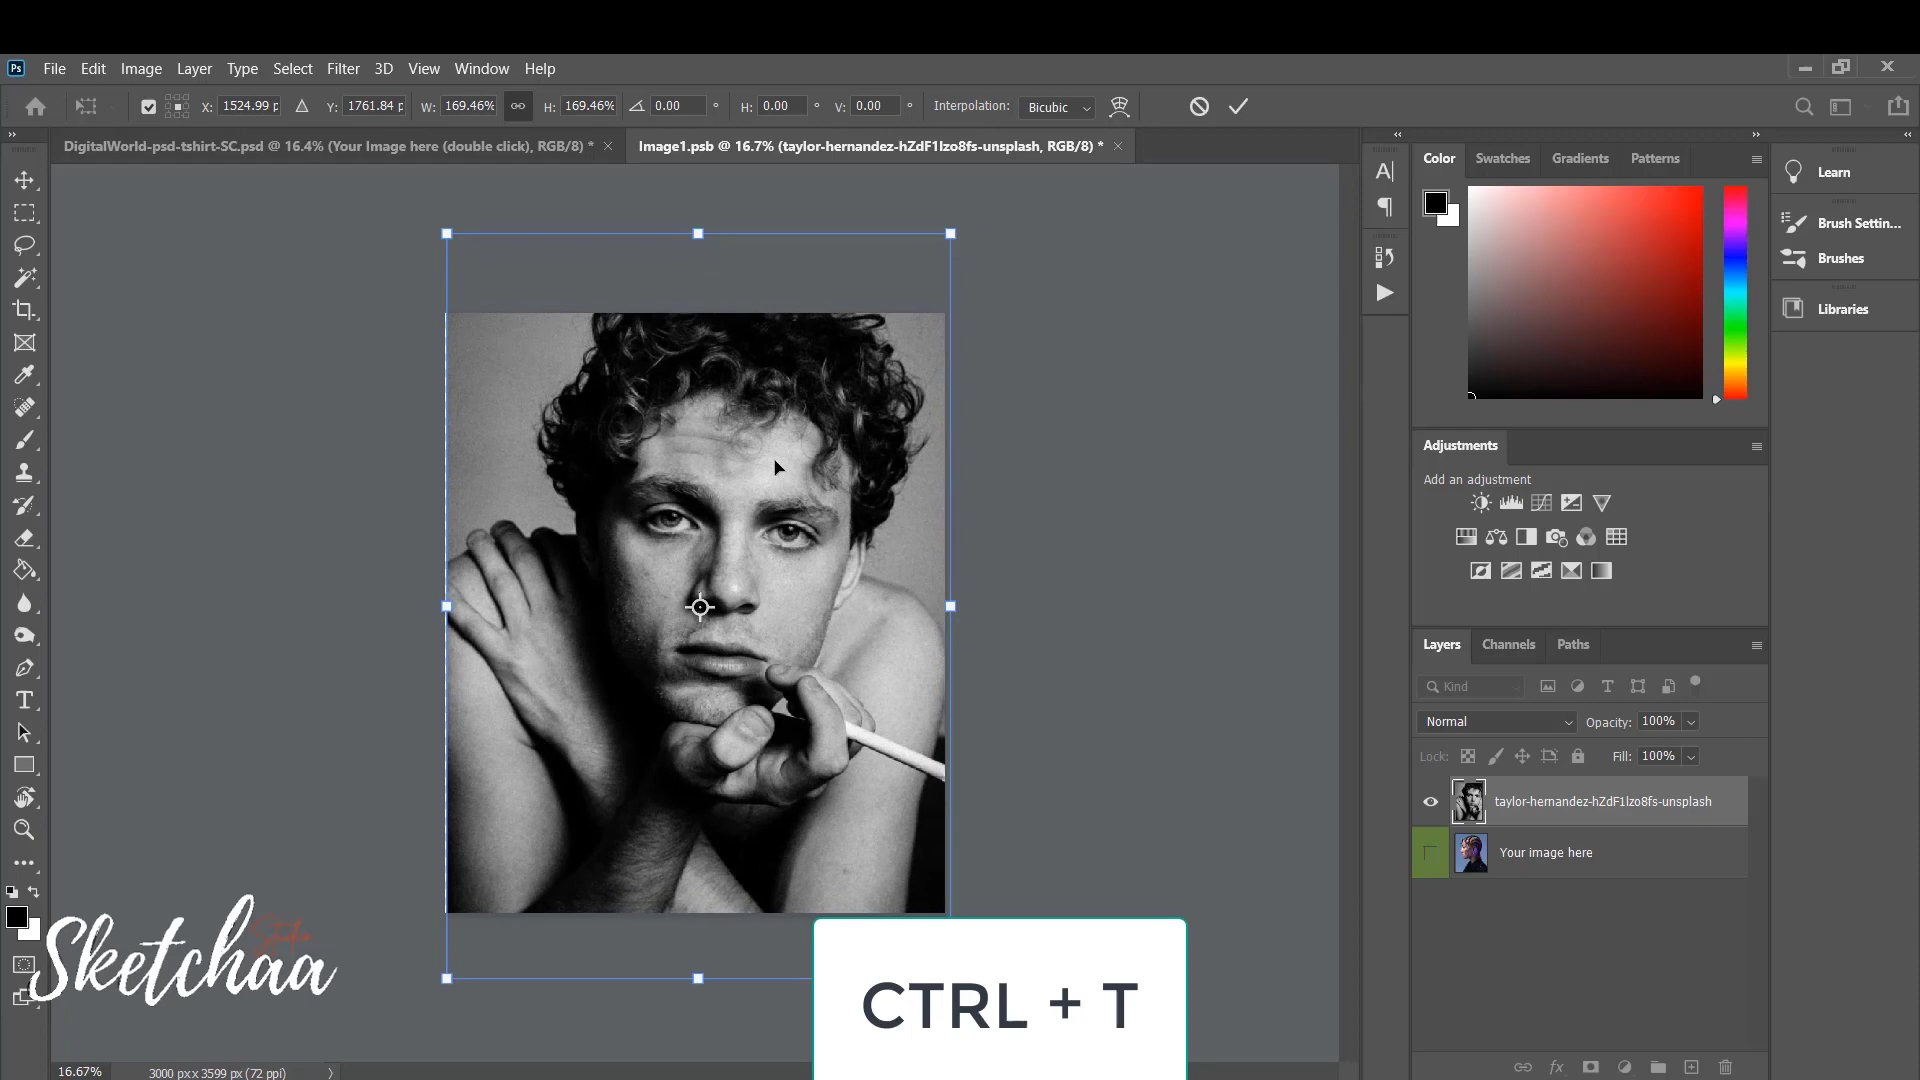 Ps File Edit Image Layer Type Select Filter 3D View Window Help
X: 1524.99 p Y: 1761.84 p W: 169.46% H: 169.46% 0.00 ° H: 0.00 ° V: 0.00 ° Interpolation: Bicubic
DigitalWorld-psd-tshirt-SC.psd @ 16.4% (Your Image here (double click), RGB/8) * × Image1.psb @ 16.7% (taylor-hernandez-hZdF1lzo8fs-unsplash, RGB/8) * ×
Color Swatches Gradients Patterns
Learn
Brush Settin...
Brushes
Libraries
Adjustments
Add an adjustment
Layers Channels Paths
Kind
Normal Opacity: 100%
Lock: Fill: 100%
taylor-hernandez-hZdF1lzo8fs-unsplash
Your image here
Sketchaa
Studio
CTRL + T
16.67% 3000 px x 3599 px (72 ppi)